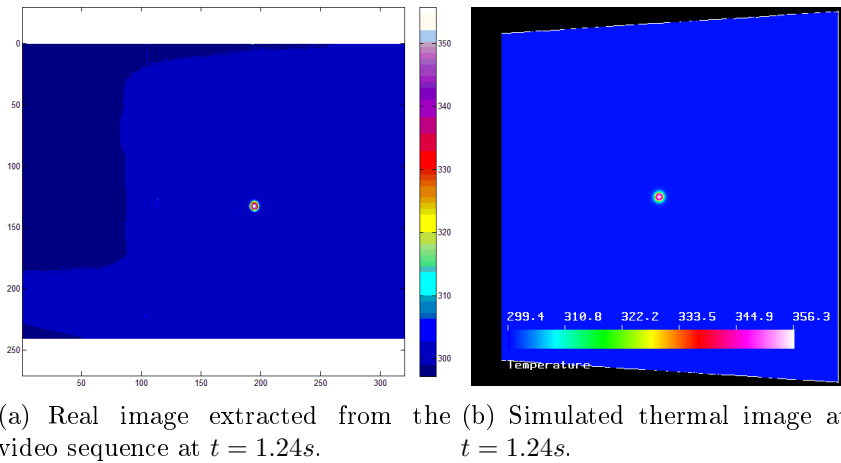 0
50
100
150
200
250
50 100 150 200 250 300
350
340
330
320
310
300
299.4 310.8 322.2 333.5 344.9 356.3
Temperature
(a) Real image extracted from the
video sequence at t = 1.24s.
(b) Simulated thermal image at
t = 1.24s.